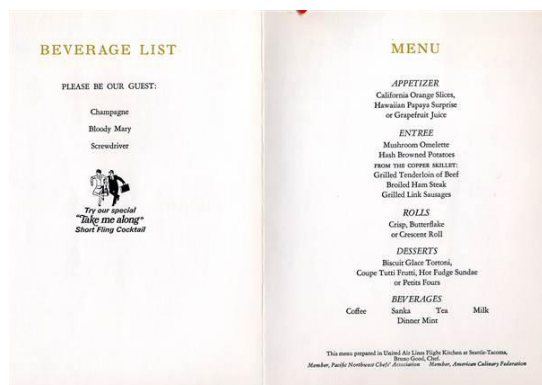 BEVERAGE LIST
PLEASE BE OUR GUEST:
Champagne
Bloody Mary
Screwdriver
Try our special
"Take me along"
Short Fling Cocktail
MENU
APPETIZER
California Orange Slices,
Hawaiian Papaya Surprise
or Grapefruit Juice
ENTREE
Mushroom Omelette
Hash Browned Potatoes
FROM THE COPPER SKILLET:
Grilled Tenderloin of Beef
Broiled Ham Steak
Grilled Link Sausages
ROLLS
Crisp, Butterflake
or Crescent Roll
DESSERTS
Biscuit Glace Tortoni,
Coupe Tutti Frutti, Hot Fudge Sundae
or Petits Fours
BEVERAGES
Coffee Sanka Tea Milk
Dinner Mint
This menu prepared in United Air Lines Flight Kitchen at Seattle-Tacoma,
Bruno Good, Chef.
Member, Pacific Northwest Chefs' Association Member, American Culinary Federation